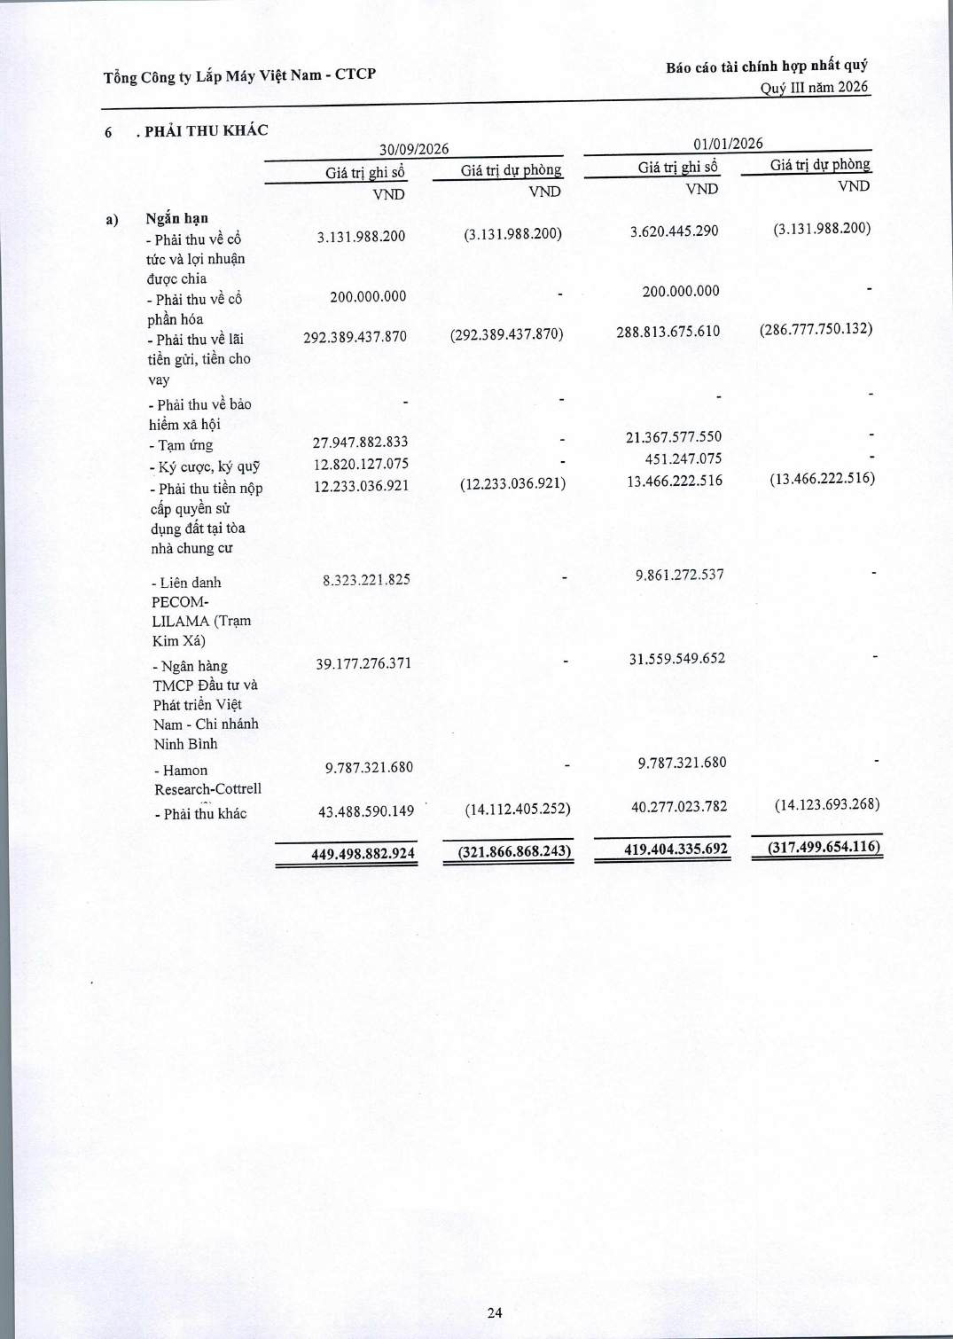 Tổng Công ty Lắp Máy Việt Nam - CTCP
Báo cáo tài chính hợp nhất quý
Quý III năm 2026
6 . PHẢI THU KHÁC
30/09/2026 01/01/2026
Giá trị ghi sổ Giá trị dự phòng Giá trị ghi sổ Giá trị dự phòng
VND VND VND VND
a) Ngắn hạn
- Phải thu về cổ 3.131.988.200 (3.131.988.200) 3.620.445.290 (3.131.988.200)
tức và lợi nhuận
được chia
- Phải thu về cổ 200.000.000 - 200.000.000 -
phần hóa
- Phải thu về lãi 292.389.437.870 (292.389.437.870) 288.813.675.610 (286.777.750.132)
tiền gửi, tiền cho
vay
- Phải thu về bảo - - - -
hiểm xã hội
- Tạm ứng 27.947.882.833 - 21.367.577.550 -
- Ký cược, ký quỹ 12.820.127.075 - 451.247.075 -
- Phải thu tiền nộp 12.233.036.921 (12.233.036.921) 13.466.222.516 (13.466.222.516)
cấp quyền sử
dụng đất tại tòa
nhà chung cư
- Liên danh 8.323.221.825 - 9.861.272.537 -
PECOM-
LILAMA (Trạm
Kim Xá)
- Ngân hàng 39.177.276.371 - 31.559.549.652 -
TMCP Đầu tư và
Phát triển Việt
Nam - Chi nhánh
Ninh Bình
- Hamon 9.787.321.680 - 9.787.321.680 -
Research-Cottrell
- Phải thu khác 43.488.590.149 (14.112.405.252) 40.277.023.782 (14.123.693.268)
449.498.882.924 (321.866.868.243) 419.404.335.692 (317.499.654.116)
24